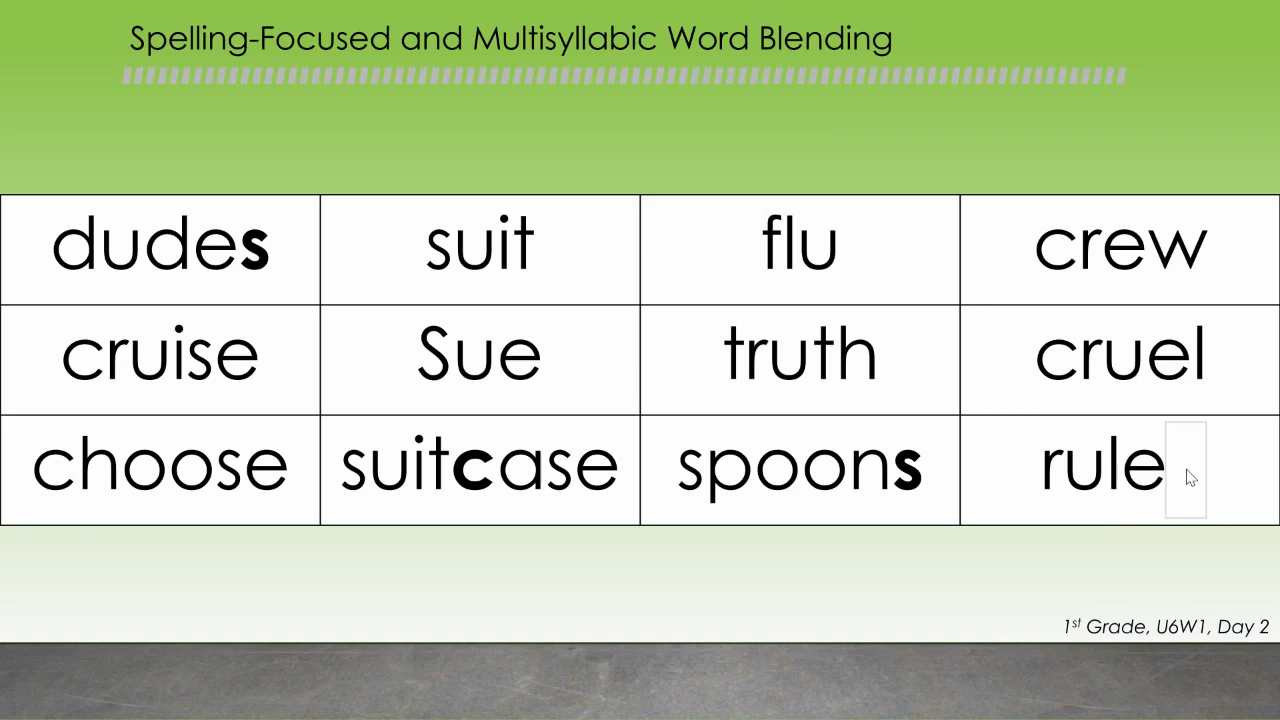 Spelling-Focused and Multisyllabic Word Blending
dudes suit flu crew
cruise Sue truth cruel
choose suitcase spoons rule
1st Grade, U6W1, Day 2